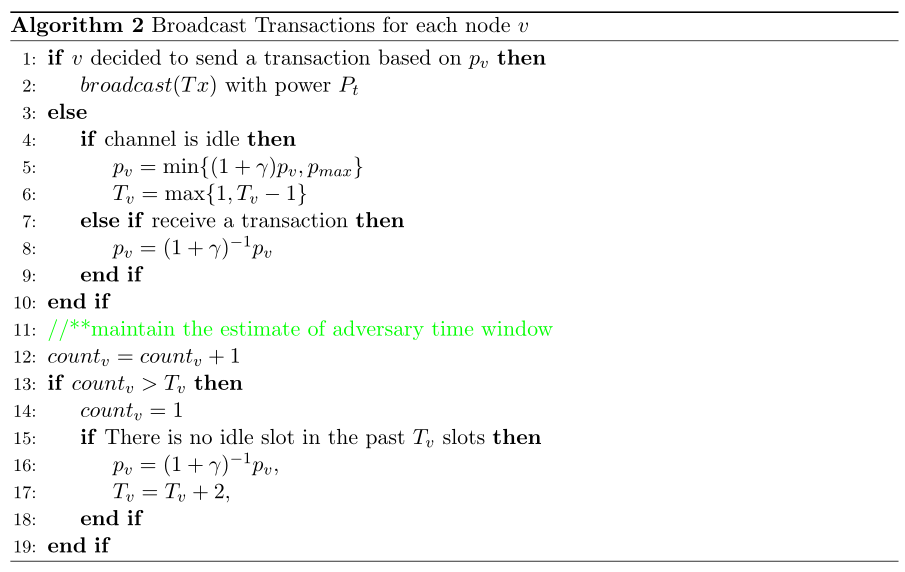 Algorithm 2 Broadcast Transactions for each node v
1: if v decided to send a transaction based on p_v then
2: broadcast(Tx) with power P_t
3: else
4: if channel is idle then
5: p_v = min{(1 + γ)p_v, p_max}
6: T_v = max{1, T_v − 1}
7: else if receive a transaction then
8: p_v = (1 + γ)^−1 p_v
9: end if
10: end if
11: //**maintain the estimate of adversary time window
12: count_v = count_v + 1
13: if count_v > T_v then
14: count_v = 1
15: if There is no idle slot in the past T_v slots then
16: p_v = (1 + γ)^−1 p_v,
17: T_v = T_v + 2,
18: end if
19: end if